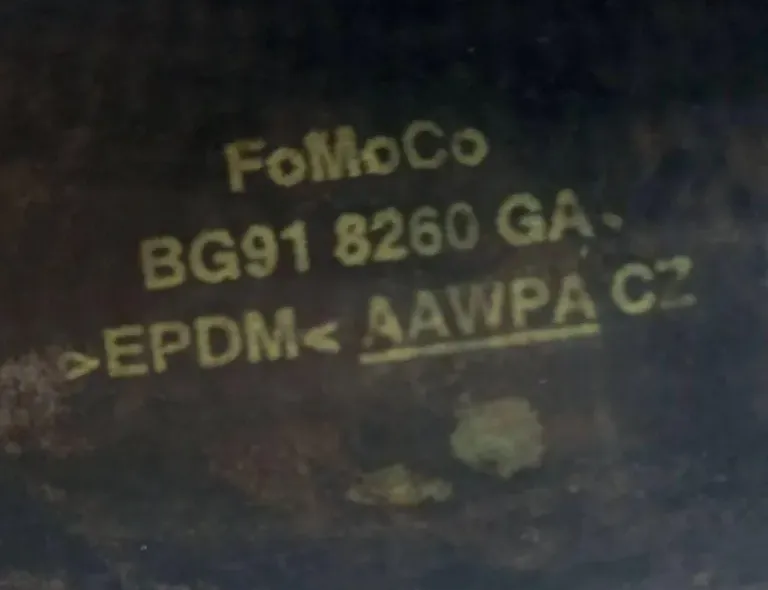 FoMoCo
BG91 8260 GA
>EPDM< AAWPA CZ